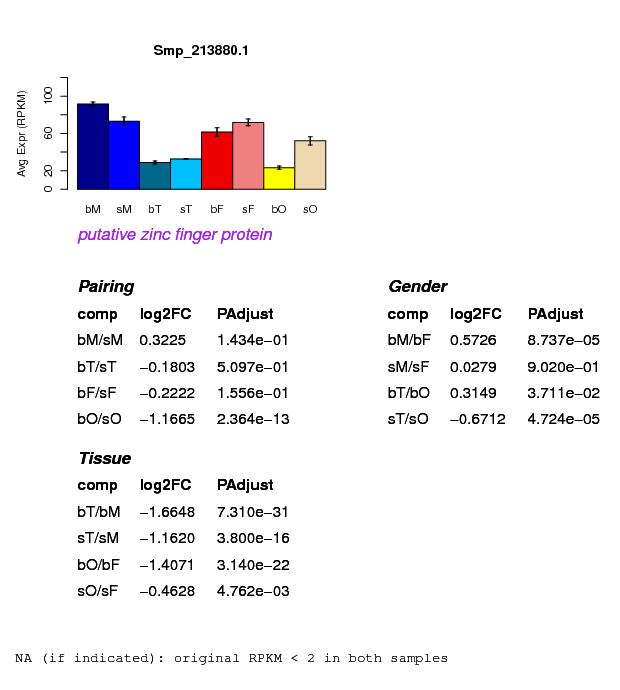 Smp_213880.1
Avg Expr (RPKM)
0 20 60 100
bM sM bT sT bF sF bO sO
putative zinc finger protein
Pairing
comp log2FC PAdjust
bM/sM 0.3225 1.434e−01
bT/sT −0.1803 5.097e−01
bF/sF −0.2222 1.556e−01
bO/sO −1.1665 2.364e−13
Gender
comp log2FC PAdjust
bM/bF 0.5726 8.737e−05
sM/sF 0.0279 9.020e−01
bT/bO 0.3149 3.711e−02
sT/sO −0.6712 4.724e−05
Tissue
comp log2FC PAdjust
bT/bM −1.6648 7.310e−31
sT/sM −1.1620 3.800e−16
bO/bF −1.4071 3.140e−22
sO/sF −0.4628 4.762e−03
NA (if indicated): original RPKM < 2 in both samples